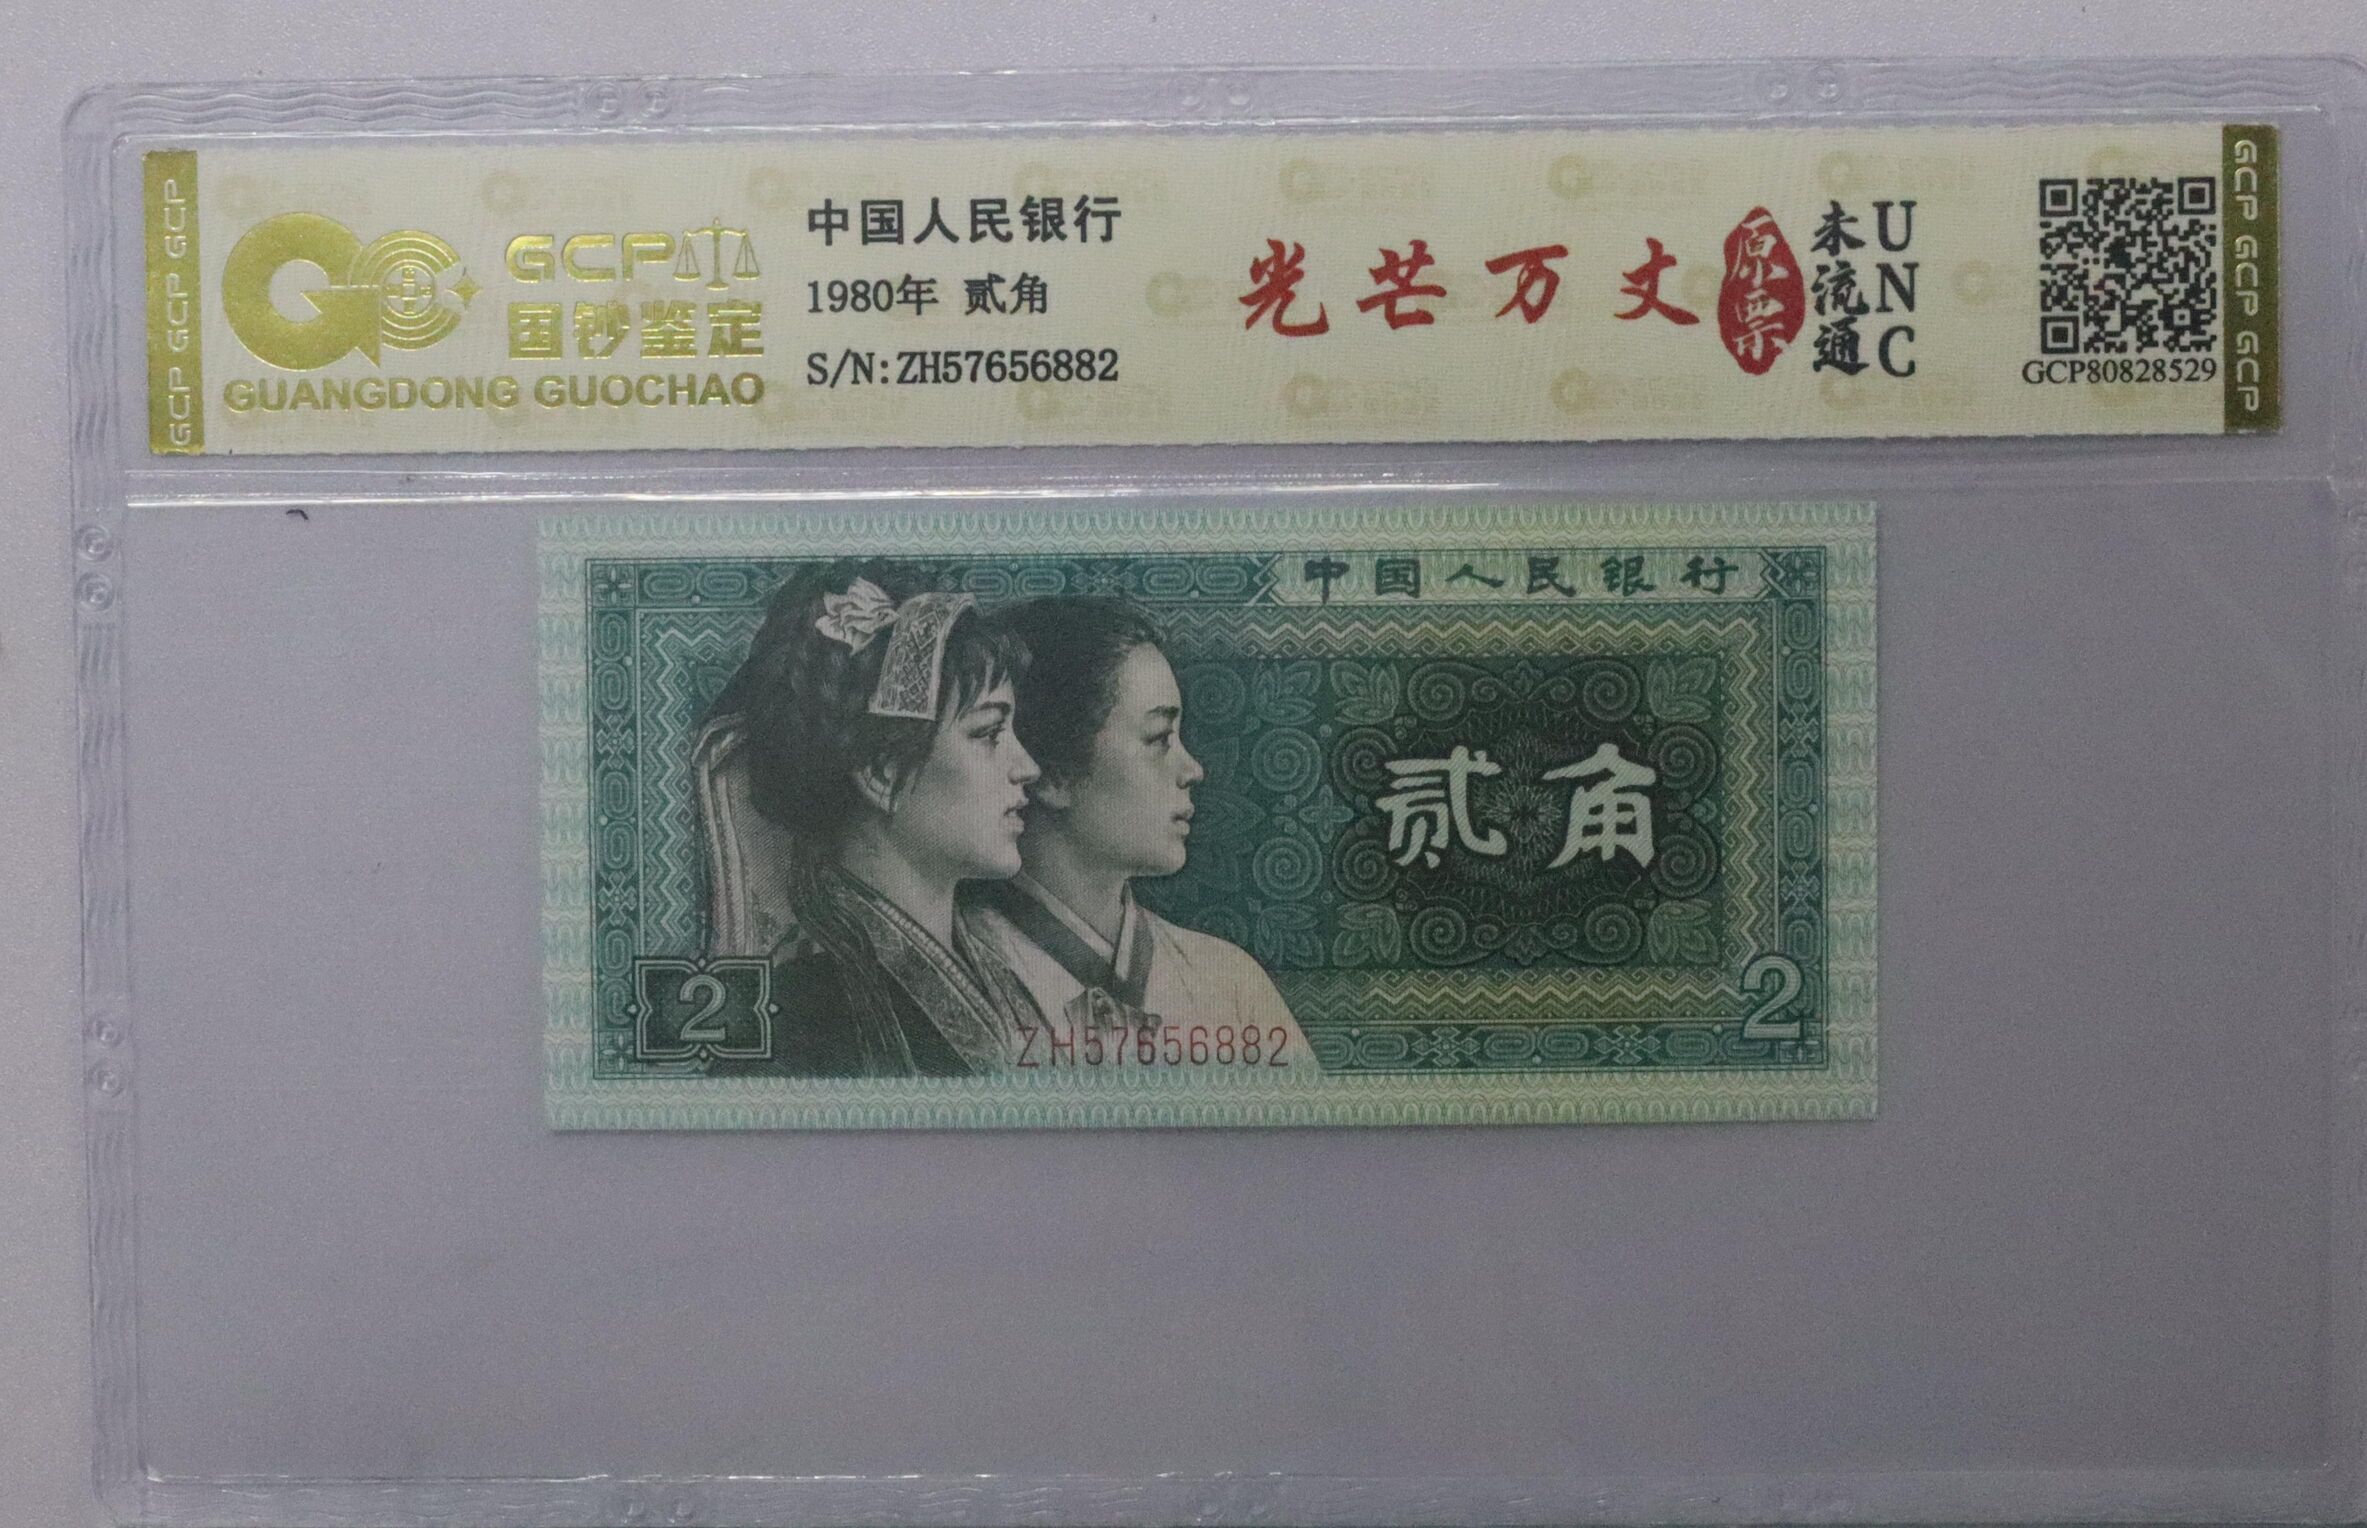 GCP GCP GCP
GCP
国钞鉴定
GUANGDONG GUOCHAO
中国人民银行
1980年 贰角
S/N:ZH57656882
光芒万丈
原票
未流通
UNC
GCP80828529
GCP GCP GCP
中国人民银行
贰角
2
2
ZH57656882